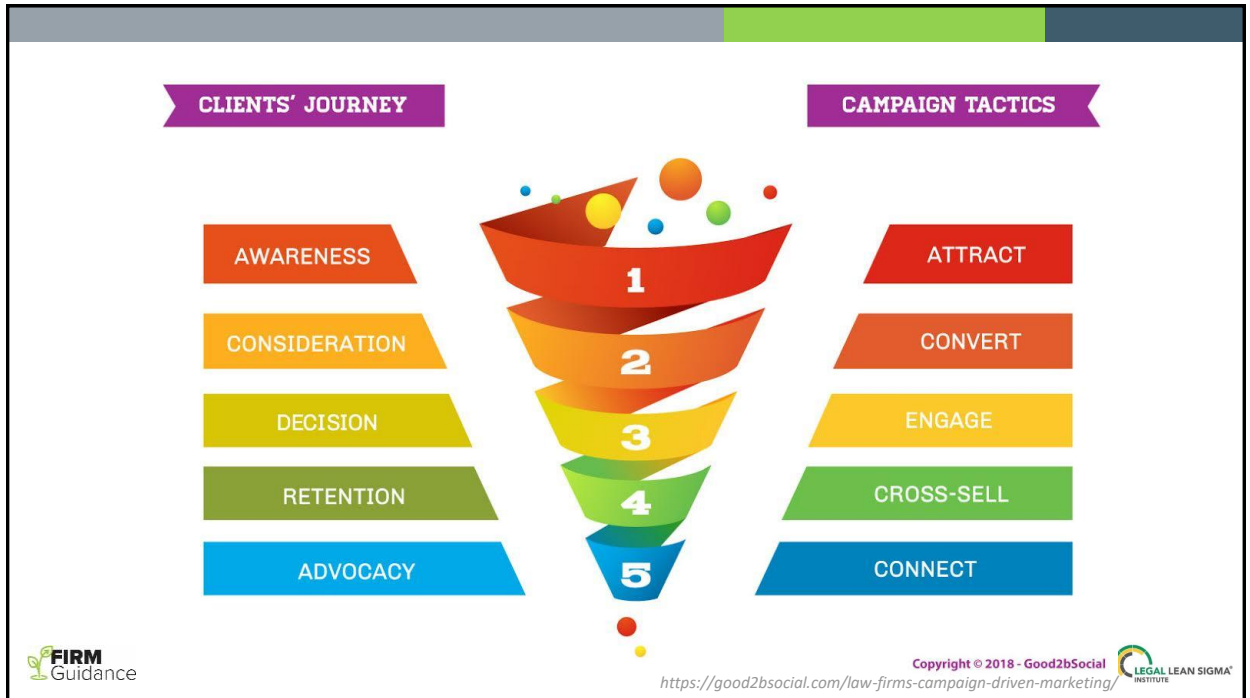 CLIENTS' JOURNEY
CAMPAIGN TACTICS
AWARENESS
1
ATTRACT
CONSIDERATION
2
CONVERT
DECISION
3
ENGAGE
RETENTION
4
CROSS-SELL
ADVOCACY
5
CONNECT
FIRM
Guidance
Copyright © 2018 - Good2bSocial
https://good2bsocial.com/law-firms-campaign-driven-marketing/
LEGAL LEAN SIGMA®
INSTITUTE